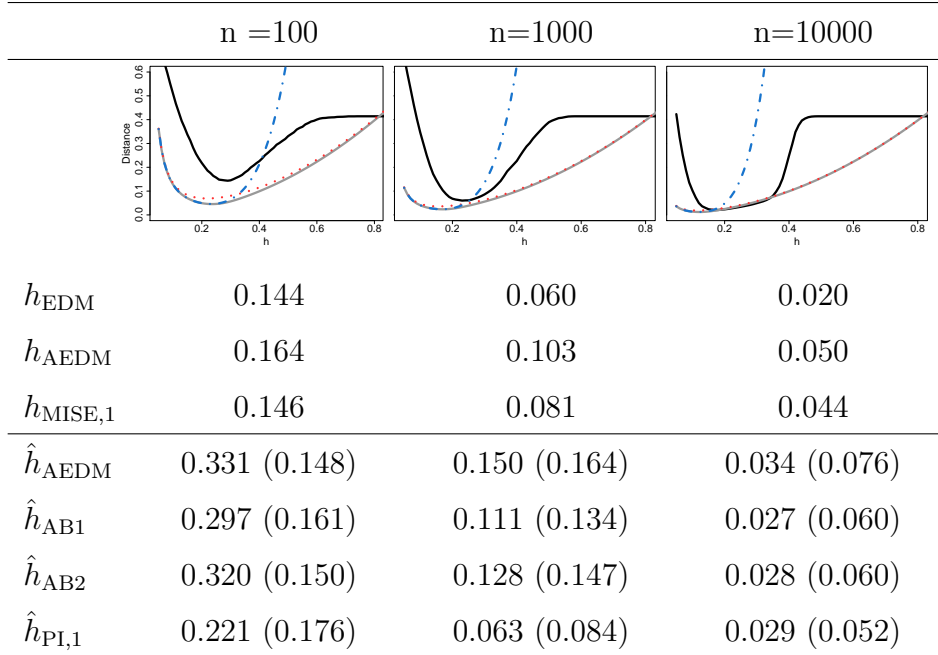 n =100 n=1000 n=10000
Distance
0.0 0.1 0.2 0.3 0.4 0.5 0.6
0.2 0.4 0.6 0.8
h
0.2 0.4 0.6 0.8
h
0.2 0.4 0.6 0.8
h
h_EDM 0.144 0.060 0.020
h_AEDM 0.164 0.103 0.050
h_MISE,1 0.146 0.081 0.044
ĥ_AEDM 0.331 (0.148) 0.150 (0.164) 0.034 (0.076)
ĥ_AB1 0.297 (0.161) 0.111 (0.134) 0.027 (0.060)
ĥ_AB2 0.320 (0.150) 0.128 (0.147) 0.028 (0.060)
ĥ_PI,1 0.221 (0.176) 0.063 (0.084) 0.029 (0.052)